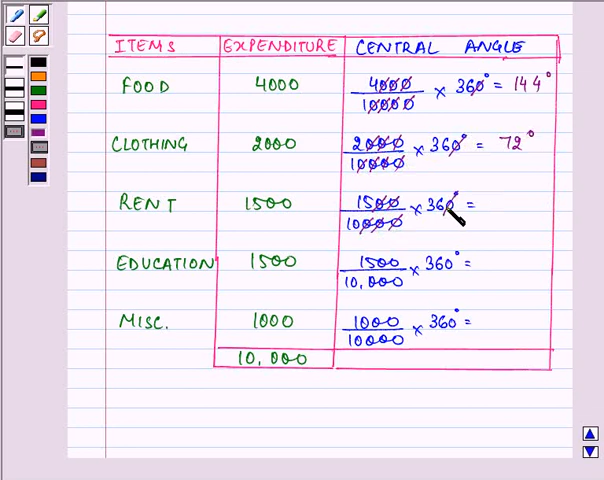 ITEMS EXPENDITURE CENTRAL ANGLE
FOOD 4000 4000/10000 × 360° = 144°
CLOTHING 2000 2000/10000 × 360° = 72°
RENT 1500 1500/10000 × 360° =
EDUCATION 1500 1500/10,000 × 360° =
MISC. 1000 1000/10000 × 360° =
10,000